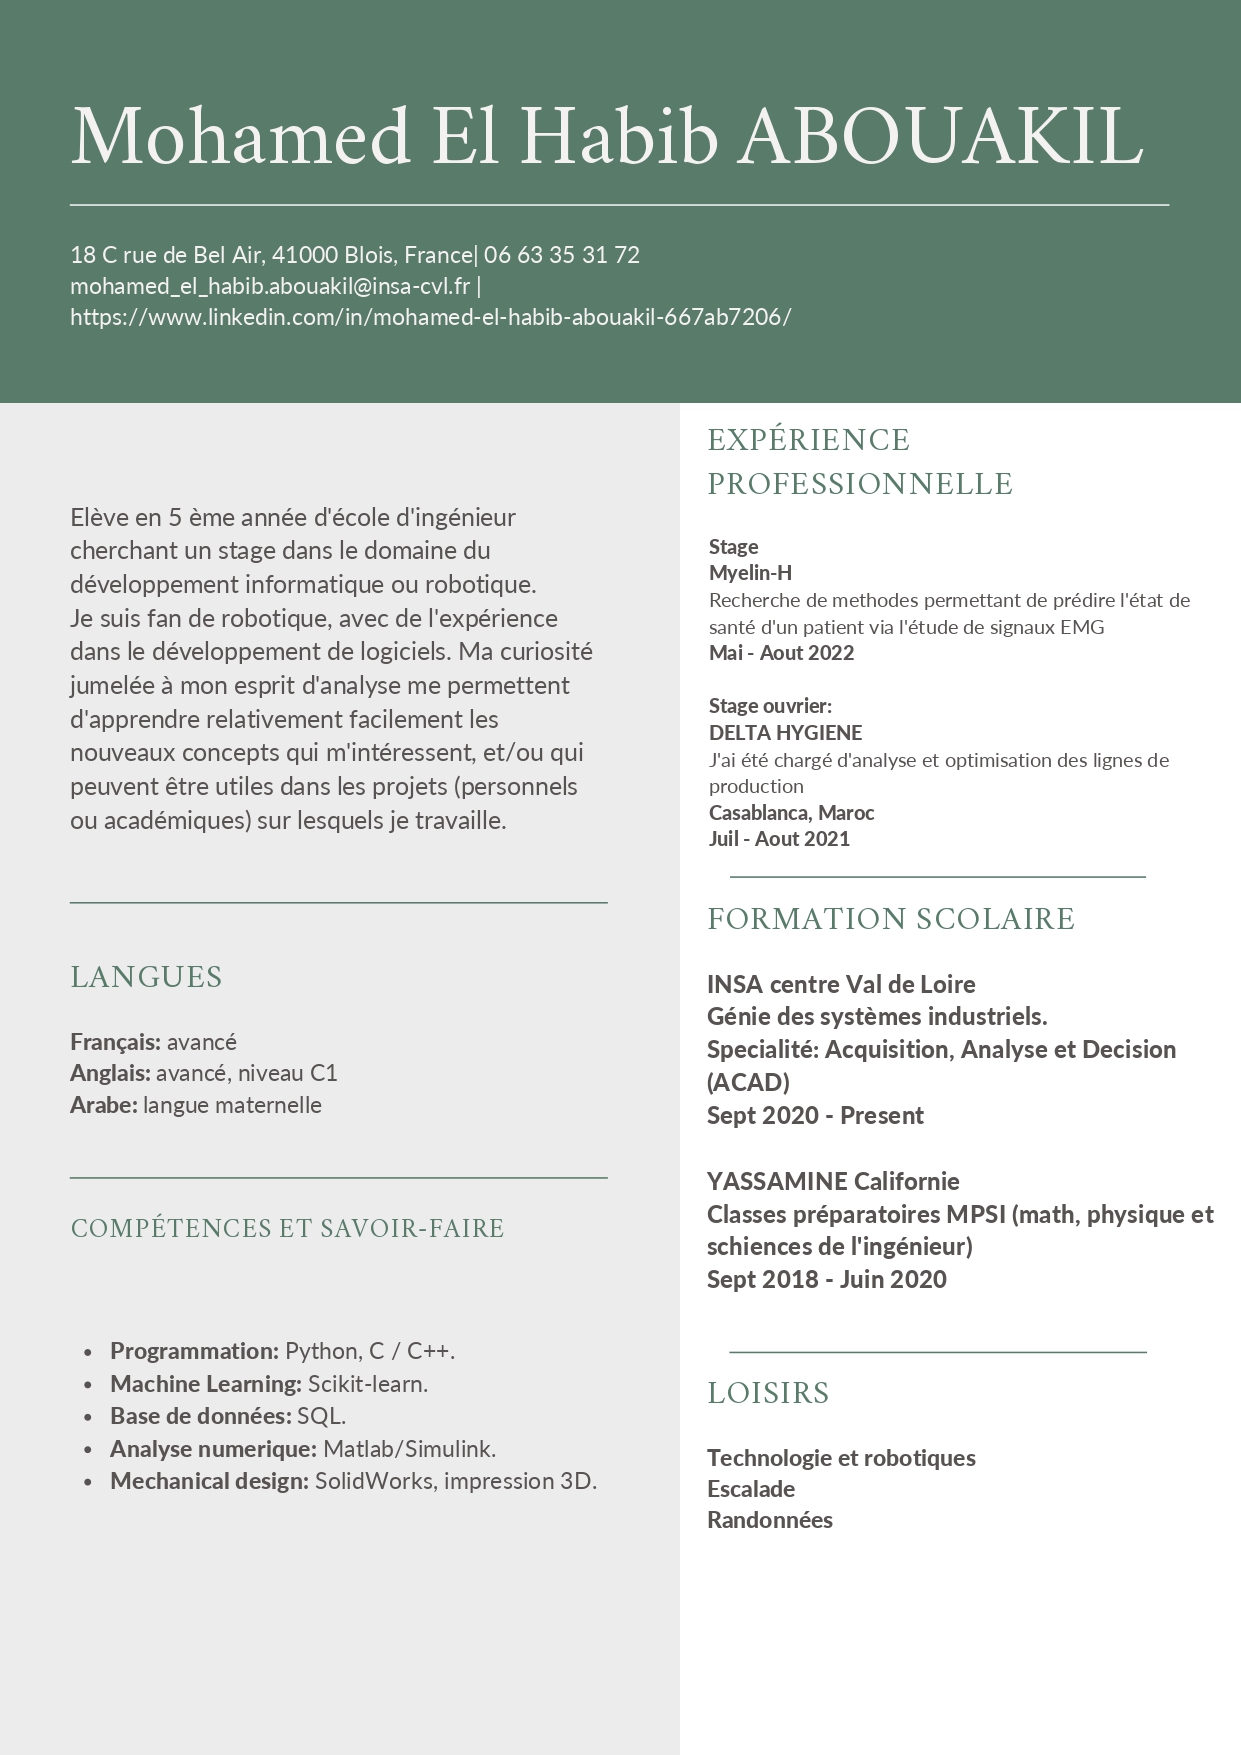 Mohamed El Habib ABOUAKIL
18 C rue de Bel Air, 41000 Blois, France| 06 63 35 31 72
mohamed_el_habib.abouakil@insa-cvl.fr |
https://www.linkedin.com/in/mohamed-el-habib-abouakil-667ab7206/
Elève en 5 ème année d'école d'ingénieur
cherchant un stage dans le domaine du
développement informatique ou robotique.
Je suis fan de robotique, avec de l'expérience
dans le développement de logiciels. Ma curiosité
jumelée à mon esprit d'analyse me permettent
d'apprendre relativement facilement les
nouveaux concepts qui m'intéressent, et/ou qui
peuvent être utiles dans les projets (personnels
ou académiques) sur lesquels je travaille.
LANGUES
Français: avancé
Anglais: avancé, niveau C1
Arabe: langue maternelle
COMPÉTENCES ET SAVOIR-FAIRE
• Programmation: Python, C / C++.
• Machine Learning: Scikit-learn.
• Base de données: SQL.
• Analyse numerique: Matlab/Simulink.
• Mechanical design: SolidWorks, impression 3D.
EXPÉRIENCE
PROFESSIONNELLE
Stage
Myelin-H
Recherche de methodes permettant de prédire l'état de
santé d'un patient via l'étude de signaux EMG
Mai - Aout 2022
Stage ouvrier:
DELTA HYGIENE
J'ai été chargé d'analyse et optimisation des lignes de
production
Casablanca, Maroc
Juil - Aout 2021
FORMATION SCOLAIRE
INSA centre Val de Loire
Génie des systèmes industriels.
Specialité: Acquisition, Analyse et Decision
(ACAD)
Sept 2020 - Present
YASSAMINE Californie
Classes préparatoires MPSI (math, physique et
schiences de l'ingénieur)
Sept 2018 - Juin 2020
LOISIRS
Technologie et robotiques
Escalade
Randonnées